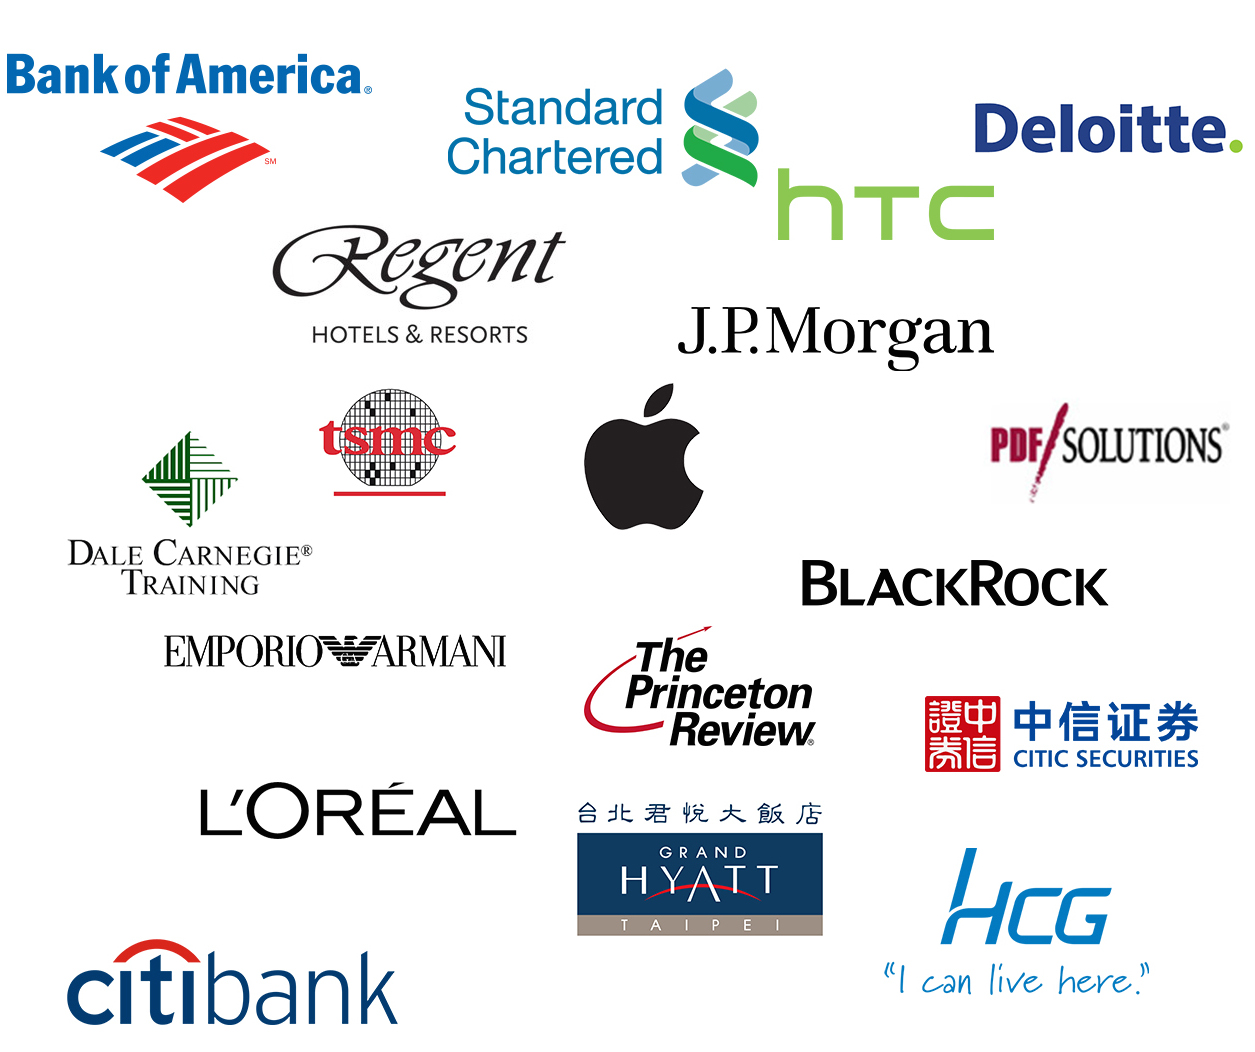 Bank of America®
SM
Standard
Chartered
Deloitte.
hTC
Regent
HOTELS & RESORTS
J.P.Morgan
tsmc
PDF/SOLUTIONS®
DALE CARNEGIE®
TRAINING
BLACKROCK
EMPORIO ARMANI
The
Princeton
Review®
證券 中信
中信证券
CITIC SECURITIES
L'ORÉAL
台北君悅大飯店
GRAND
HYATT
TAIPEI
HCG
“I can live here.”
citibank